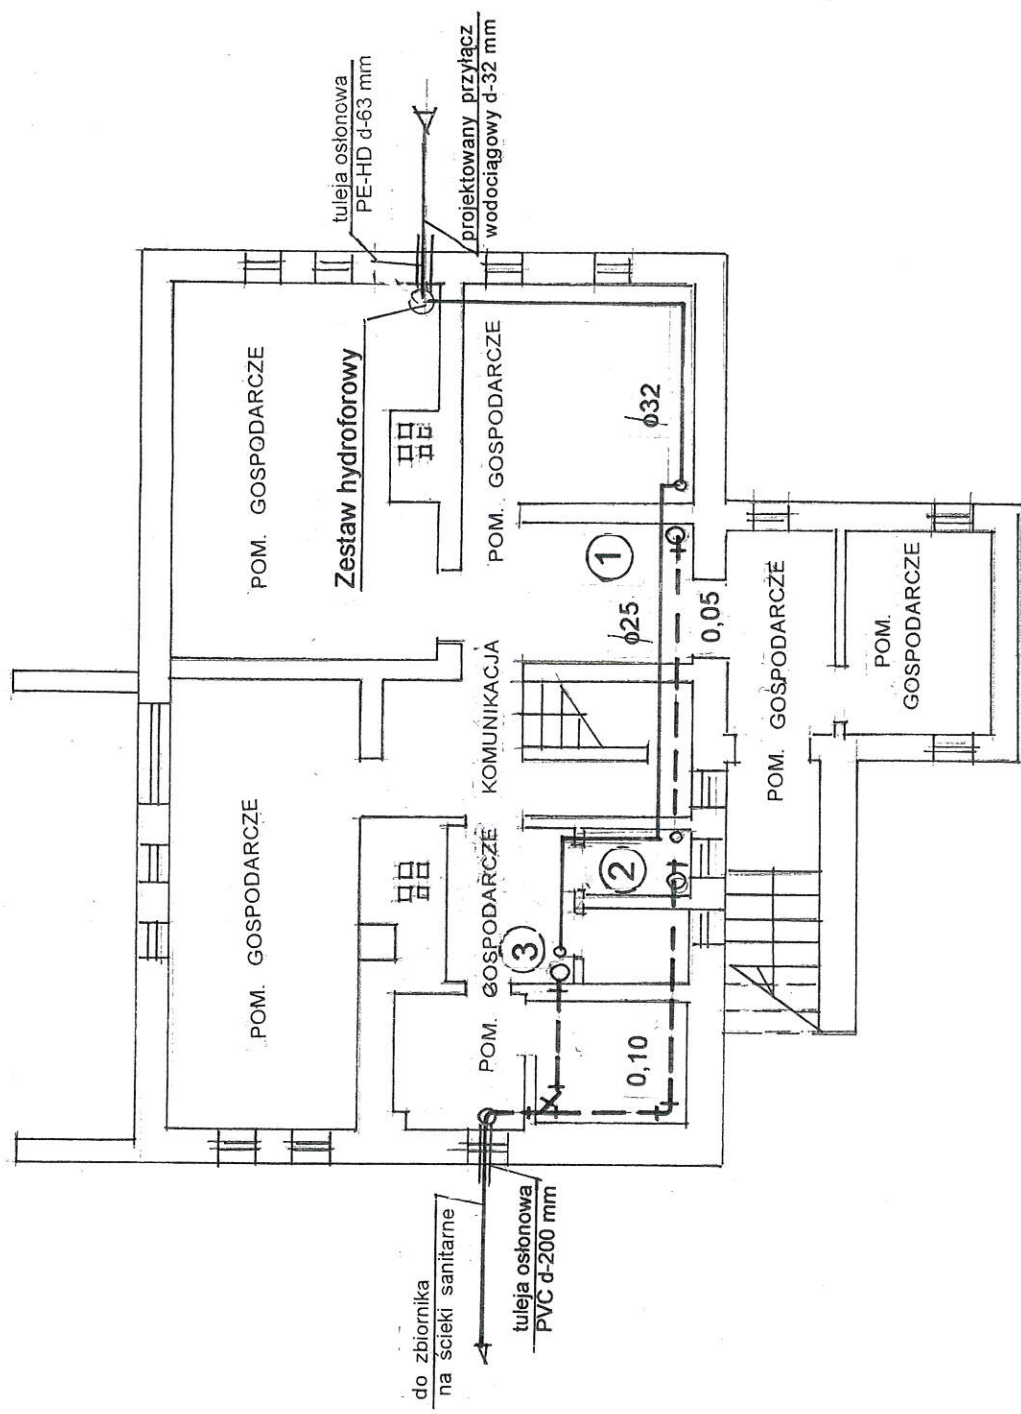 tuleja osłonowa
PE-HD d-63 mm
projektowany przyłącz
wodociągowy d-32 mm
POM. GOSPODARCZE
Zestaw hydroforowy
POM. GOSPODARCZE
ϕ32
1
ϕ25
0,05
POM. GOSPODARCZE
POM.
GOSPODARCZE
KOMUNIKACJA
POM. GOSPODARCZE
POM. GOSPODARCZE
3
2
0,10
do zbiornika
na ścieki sanitarne
tuleja osłonowa
PVC d-200 mm